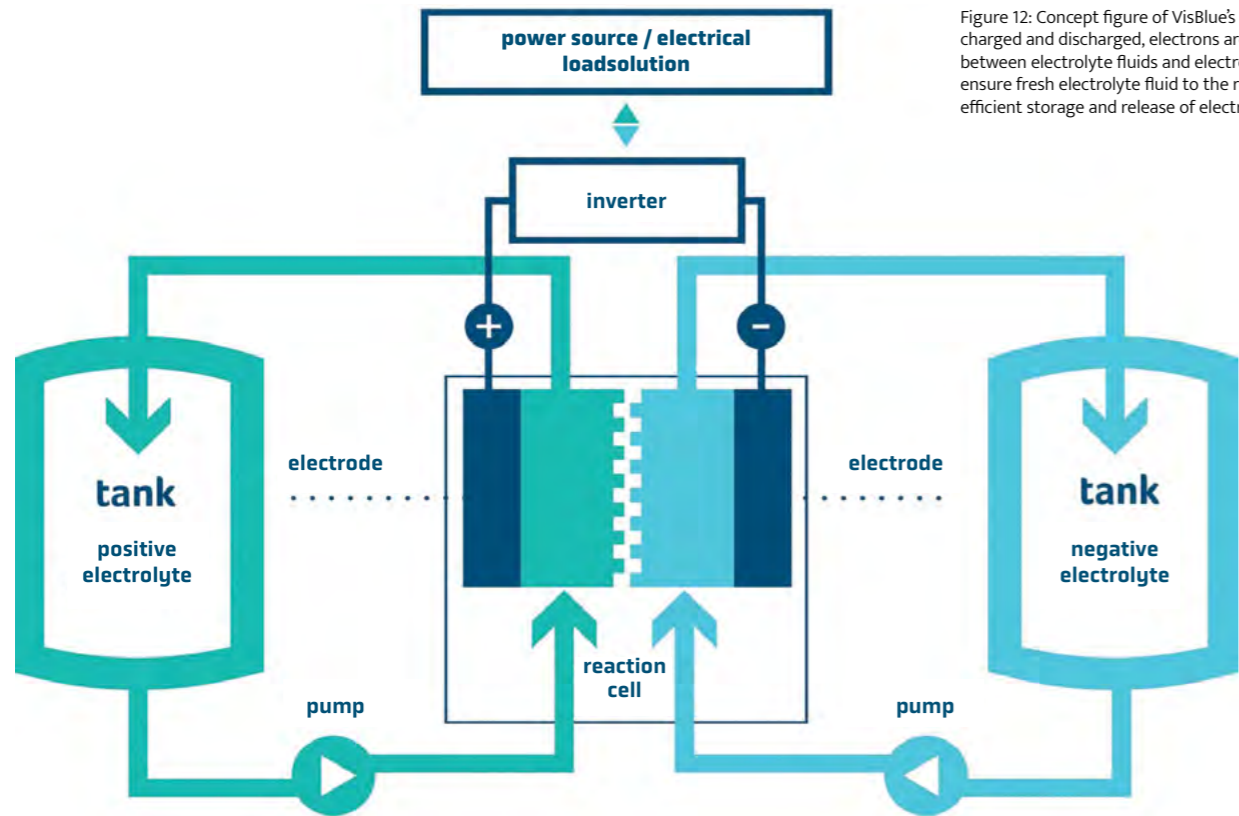 Figure 12: Concept figure of VisBlue's
charged and discharged, electrons ar
between electrolyte fluids and electro
ensure fresh electrolyte fluid to the r
efficient storage and release of electr
power source / electrical
loadsolution
inverter
+
-
electrode
electrode
tank
positive
electrolyte
tank
negative
electrolyte
reaction
cell
pump
pump